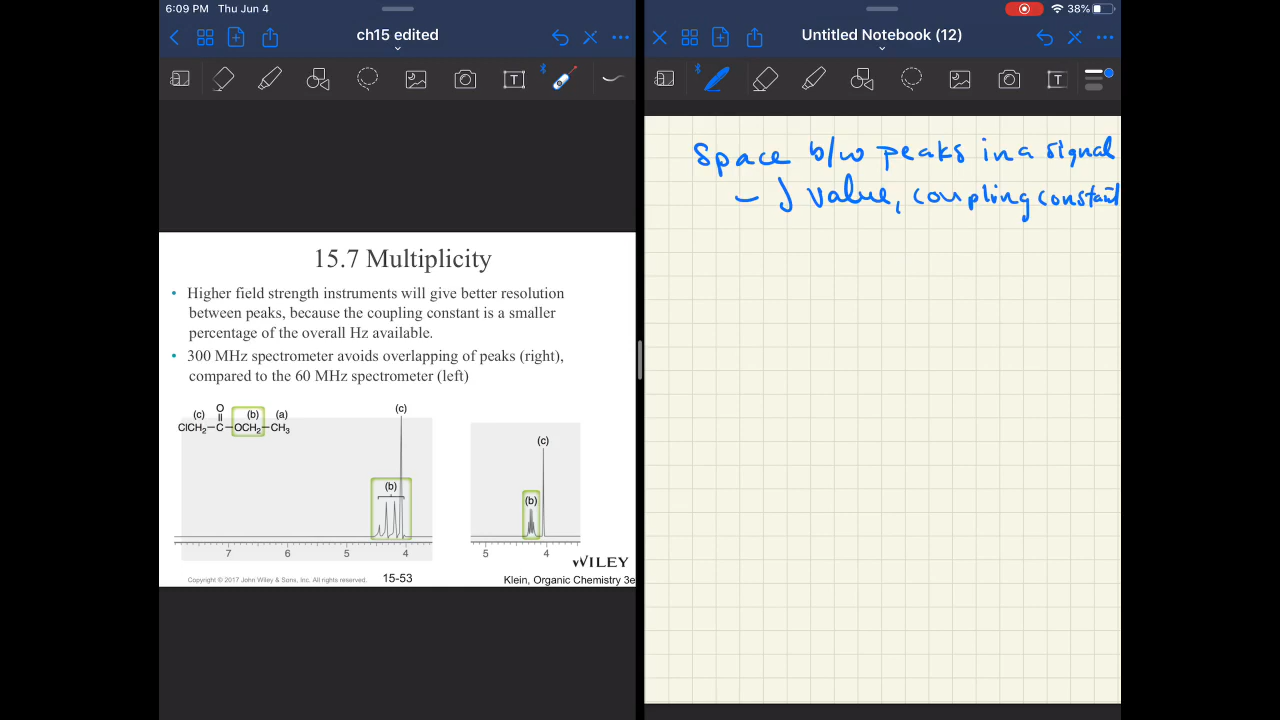 6:09 PM Thu Jun 4
38%
ch15 edited
Untitled Notebook (12)
T
T
Space b/w peaks in a signal
– J value, coupling constant
15.7 Multiplicity
• Higher field strength instruments will give better resolution
between peaks, because the coupling constant is a smaller
percentage of the overall Hz available.
• 300 MHz spectrometer avoids overlapping of peaks (right),
compared to the 60 MHz spectrometer (left)
(c) O (b) (a)
ClCH₂–C–OCH₂–CH₃
(c)
(b)
7 6 5 4
(c)
(b)
5 4
WILEY
Copyright © 2017 John Wiley & Sons, Inc. All rights reserved.
15-53
Klein, Organic Chemistry 3e